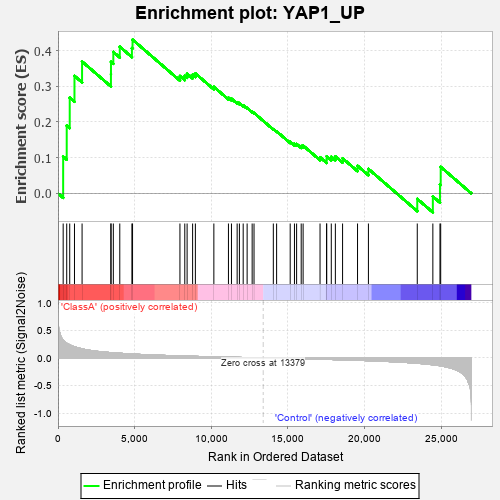 Enrichment plot: YAP1_UP
Enrichment score (ES)
0.4
0.3
0.2
0.1
0.0
'ClassA' (positively correlated)
Ranked list metric (Signal2Noise)
1.0
0.5
0.0
-0.5
-1.0
Zero cross at 13379
'Control' (negatively correlated)
0 5,000 10,000 15,000 20,000 25,000
Rank in Ordered Dataset
Enrichment profile Hits Ranking metric scores